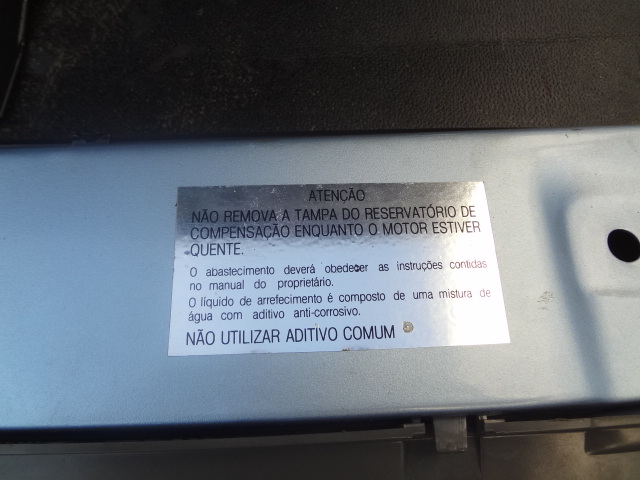 ATENÇÃO
NÃO REMOVA A TAMPA DO RESERVATÓRIO DE
COMPENSAÇÃO ENQUANTO O MOTOR ESTIVER
QUENTE.
O abastecimento deverá obedecer as instruções contidas
no manual do proprietário.
O líquido de arrefecimento é composto de uma mistura de
água com aditivo anti-corrosivo.
NÃO UTILIZAR ADITIVO COMUM